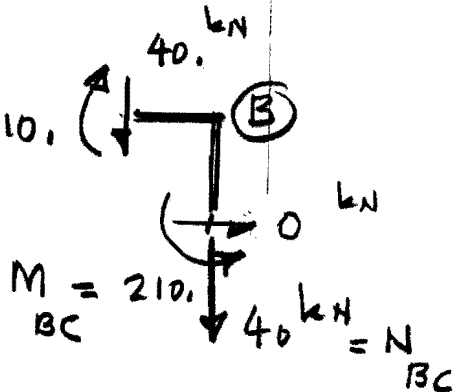 40. kN
10.
B
0 kN
M BC = 210.
40 kN = N BC